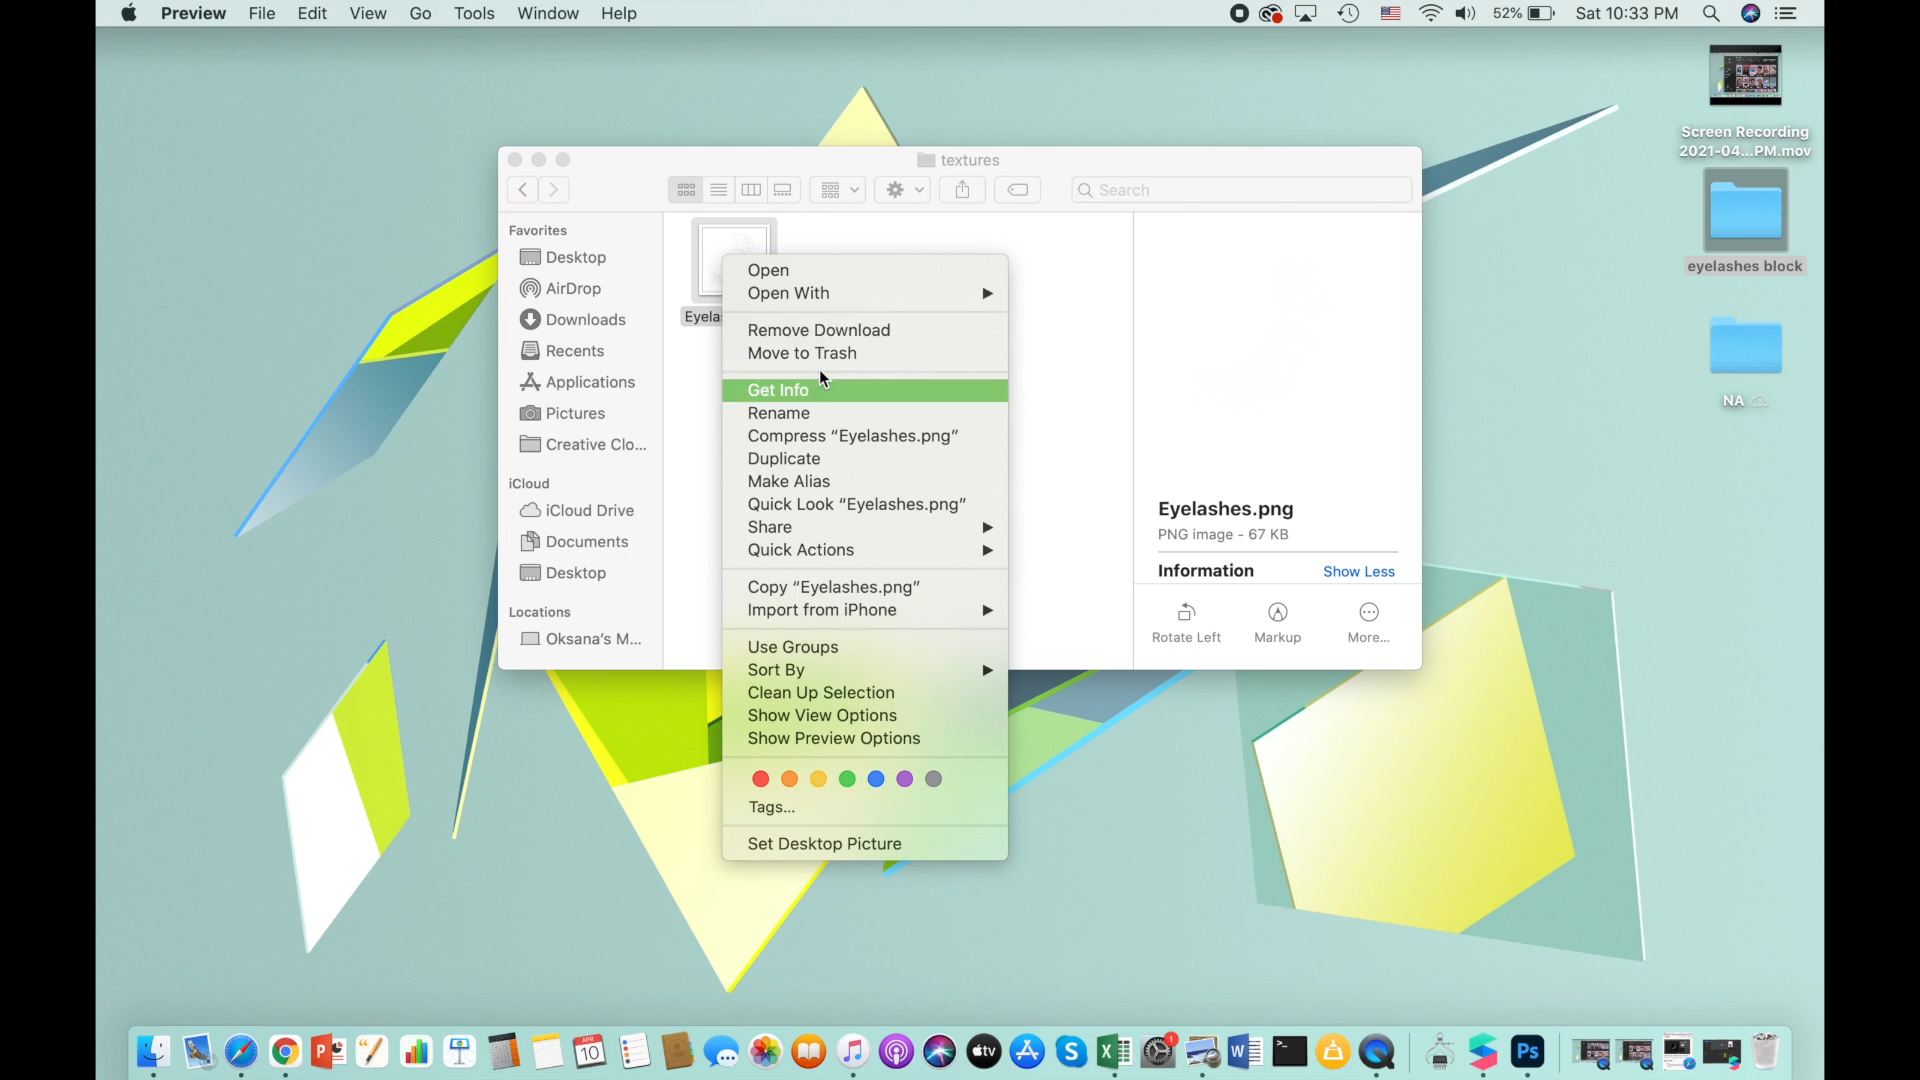 Preview File Edit View Go Tools Window Help
52% Sat 10:33 PM
Screen Recording
2021-04...PM.mov
eyelashes block
NA
textures
Search
Favorites
Desktop
AirDrop
Downloads
Recents
Applications
Pictures
Creative Clo...
iCloud
iCloud Drive
Documents
Desktop
Locations
Oksana's M...
Eyela
Open
Open With
Remove Download
Move to Trash
Get Info
Rename
Compress “Eyelashes.png”
Duplicate
Make Alias
Quick Look “Eyelashes.png”
Share
Quick Actions
Copy “Eyelashes.png”
Import from iPhone
Use Groups
Sort By
Clean Up Selection
Show View Options
Show Preview Options
Tags...
Set Desktop Picture
Eyelashes.png
PNG image - 67 KB
Information Show Less
Rotate Left Markup More...
P APR 10 tv S X 1 W Ps